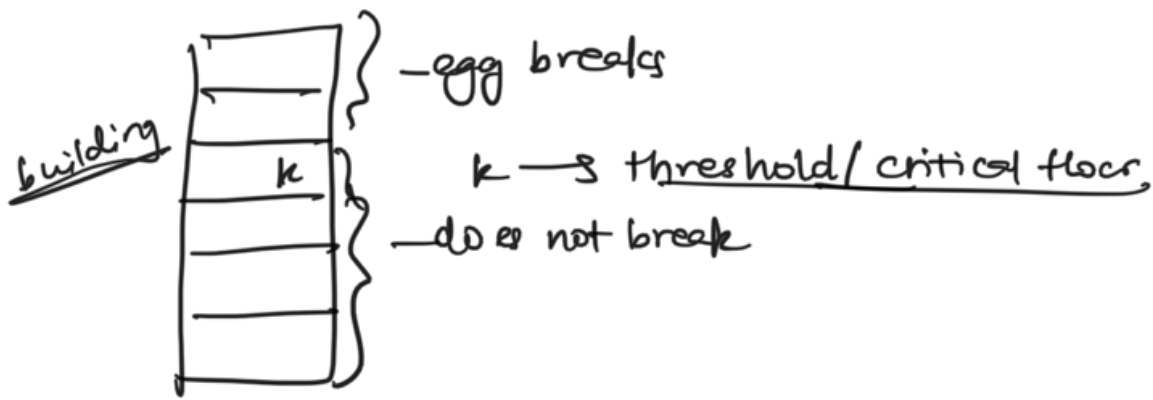 building
– egg breaks
k
k → threshold / critical floor
– does not break